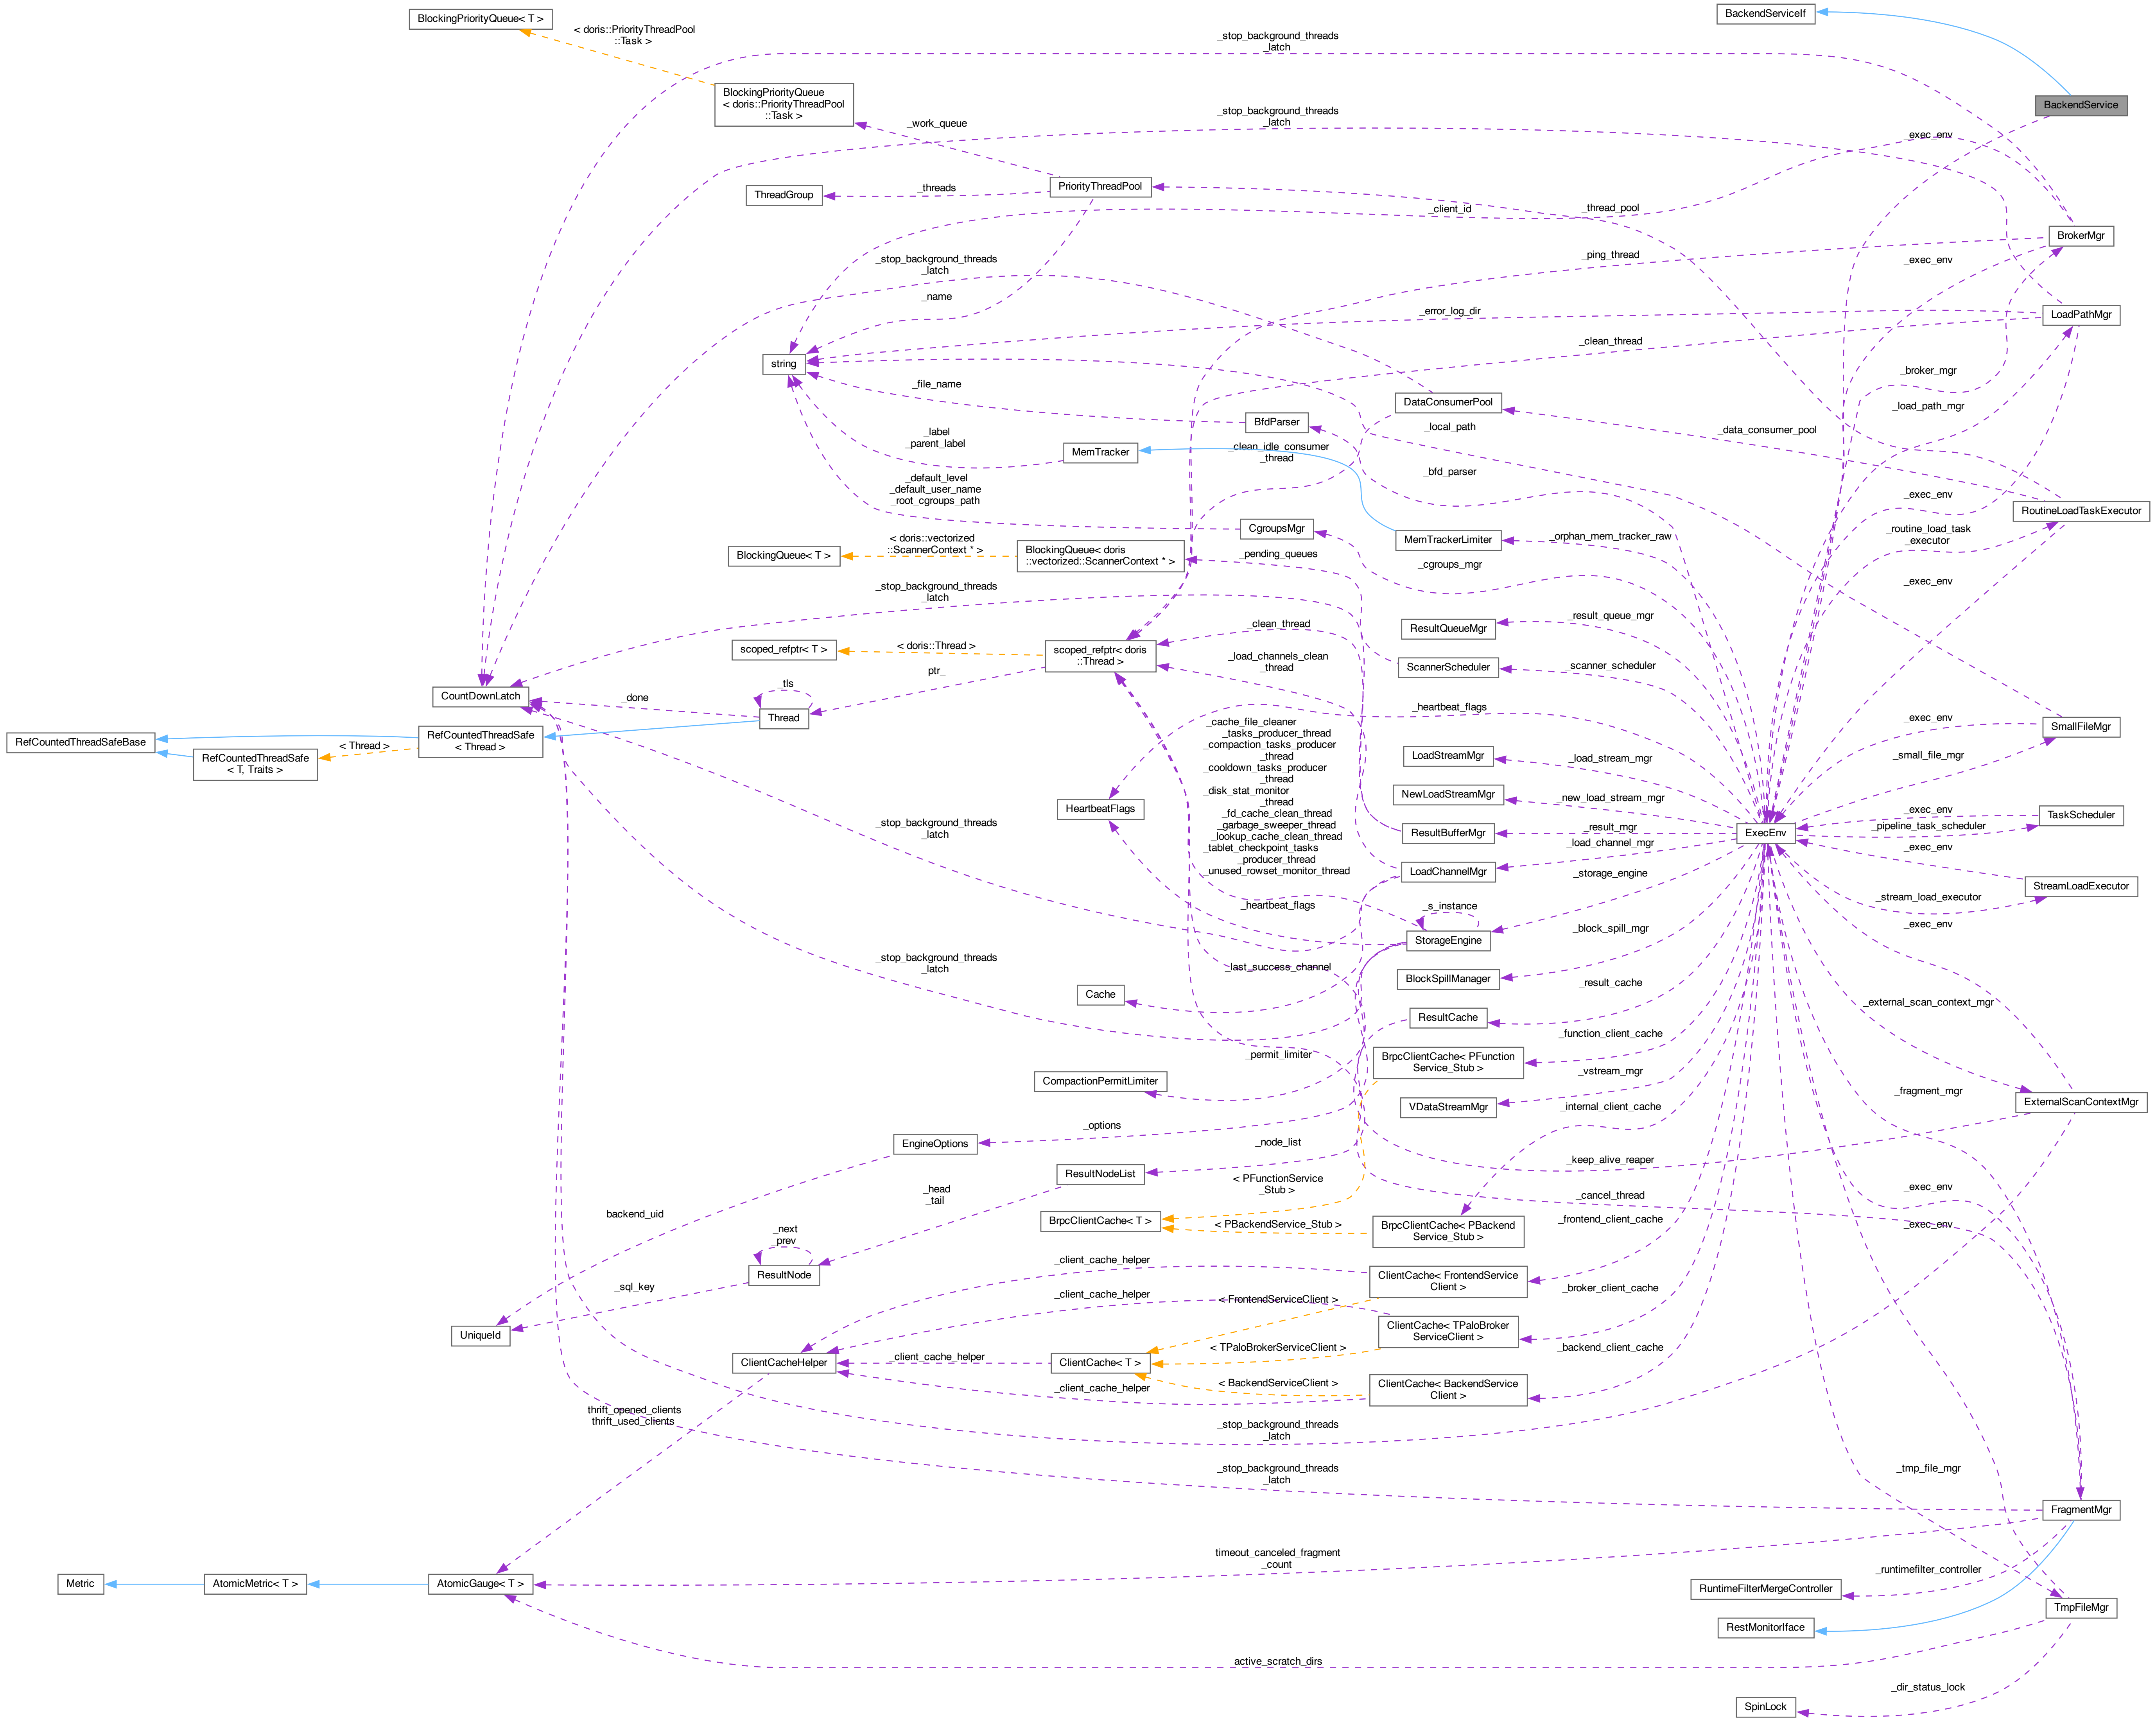 BlockingPriorityQueue< T >
BackendServiceIf
< doris::PriorityThreadPool
::Task >
_stop_background_threads
_latch
BlockingPriorityQueue
< doris::PriorityThreadPool
::Task >
BackendService
_stop_background_threads
_latch
_work_queue
_exec_env
ThreadGroup
_threads
PriorityThreadPool
_client_id
_thread_pool
BrokerMgr
_stop_background_threads
_latch
_ping_thread
_exec_env
_name
_error_log_dir
LoadPathMgr
string
_clean_thread
_file_name
_broker_mgr
DataConsumerPool
_load_path_mgr
BfdParser
_local_path
_data_consumer_pool
_label
_parent_label
MemTracker
_clean_idle_consumer
_thread
_bfd_parser
_default_level
_default_user_name
_root_cgroups_path
_exec_env
RoutineLoadTaskExecutor
CgroupsMgr
MemTrackerLimiter
_orphan_mem_tracker_raw
_routine_load_task
_executor
BlockingQueue< T >
< doris::vectorized
::ScannerContext * >
BlockingQueue< doris
::vectorized::ScannerContext * >
_pending_queues
_cgroups_mgr
_exec_env
_stop_background_threads
_latch
_result_queue_mgr
ResultQueueMgr
_clean_thread
scoped_refptr< T >
< doris::Thread >
scoped_refptr< doris
::Thread >
_load_channels_clean
_thread
ScannerScheduler
_scanner_scheduler
ptr_
_tls
_done
CountDownLatch
Thread
_heartbeat_flags
_exec_env
SmallFileMgr
RefCountedThreadSafeBase
RefCountedThreadSafe
< Thread >
< Thread >
RefCountedThreadSafe
< T, Traits >
_cache_file_cleaner
_tasks_producer_thread
_compaction_tasks_producer
_thread
_cooldown_tasks_producer
_thread
_disk_stat_monitor
_thread
_fd_cache_clean_thread
_garbage_sweeper_thread
_lookup_cache_clean_thread
_tablet_checkpoint_tasks
_producer_thread
_unused_rowset_monitor_thread
LoadStreamMgr
_load_stream_mgr
_small_file_mgr
NewLoadStreamMgr
_new_load_stream_mgr
HeartbeatFlags
_exec_env
TaskScheduler
_stop_background_threads
_latch
ResultBufferMgr
_result_mgr
ExecEnv
_pipeline_task_scheduler
_load_channel_mgr
_exec_env
LoadChannelMgr
_storage_engine
StreamLoadExecutor
_stream_load_executor
_heartbeat_flags
_s_instance
StorageEngine
_block_spill_mgr
_exec_env
_stop_background_threads
_latch
_last_success_channel
BlockSpillManager
_result_cache
Cache
_external_scan_context_mgr
ResultCache
_function_client_cache
_permit_limiter
BrpcClientCache< PFunction
Service_Stub >
CompactionPermitLimiter
_vstream_mgr
_fragment_mgr
VDataStreamMgr
_internal_client_cache
ExternalScanContextMgr
_options
EngineOptions
_node_list
_keep_alive_reaper
ResultNodeList
< PFunctionService
_Stub >
_head
_tail
_cancel_thread
_exec_env
backend_uid
BrpcClientCache< T >
< PBackendService_Stub >
BrpcClientCache< PBackend
Service_Stub >
_frontend_client_cache
_exec_env
_next
_prev
_client_cache_helper
ResultNode
ClientCache< FrontendService
Client >
_sql_key
_client_cache_helper
< FrontendServiceClient >
_broker_client_cache
UniqueId
ClientCache< TPaloBroker
ServiceClient >
< TPaloBrokerServiceClient >
_backend_client_cache
ClientCacheHelper
_client_cache_helper
ClientCache< T >
< BackendServiceClient >
_client_cache_helper
ClientCache< BackendService
Client >
thrift_opened_clients
thrift_used_clients
_stop_background_threads
_latch
_stop_background_threads
_latch
_tmp_file_mgr
FragmentMgr
timeout_canceled_fragment
_count
_runtimefilter_controller
Metric
AtomicMetric< T >
AtomicGauge< T >
RuntimeFilterMergeController
TmpFileMgr
RestMonitorIface
active_scratch_dirs
_dir_status_lock
SpinLock